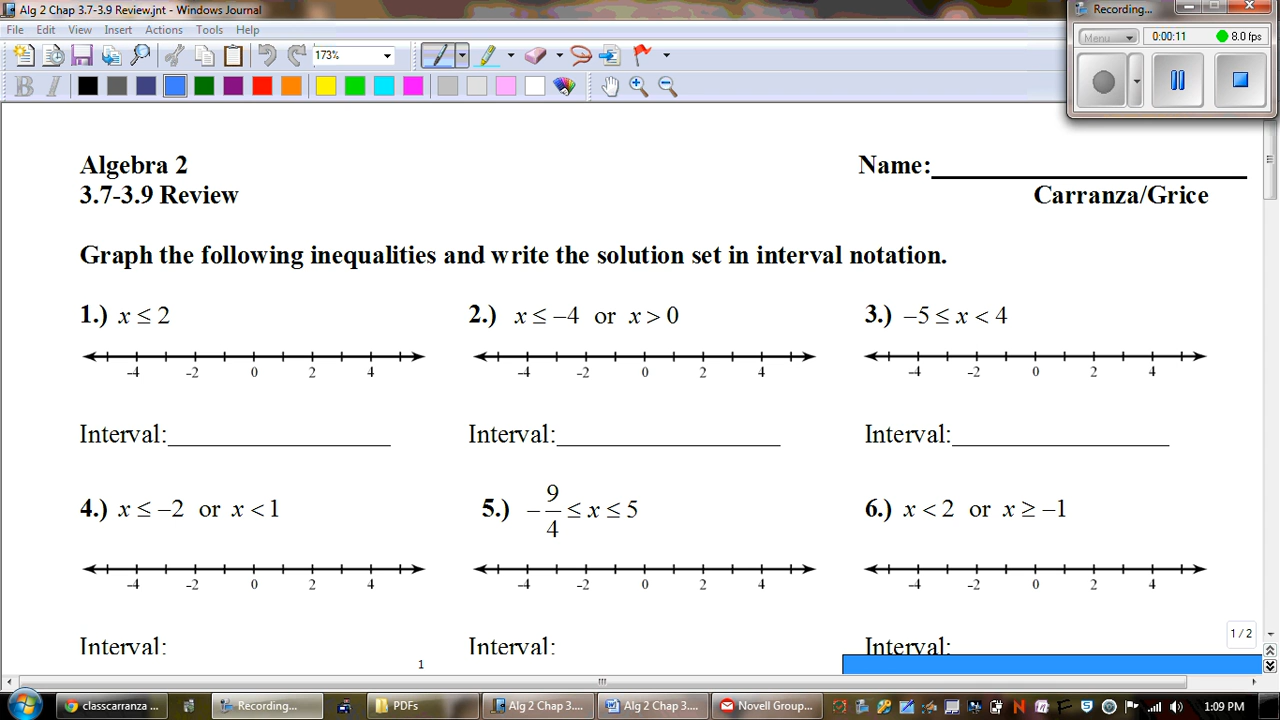 Alg 2 Chap 3.7-3.9 Review.jnt - Windows Journal
Recording...
File Edit View Insert Actions Tools Help
Menu 0:00:11 8.0 fps
173%
B I
Algebra 2 Name:
3.7-3.9 Review Carranza/Grice
Graph the following inequalities and write the solution set in interval notation.
1.) x ≤ 2 2.) x ≤ −4 or x > 0 3.) −5 ≤ x < 4
-4 -2 0 2 4 -4 -2 0 2 4 -4 -2 0 2 4
Interval: Interval: Interval:
4.) x ≤ −2 or x < 1 5.) −9/4 ≤ x ≤ 5 6.) x < 2 or x ≥ −1
-4 -2 0 2 4 -4 -2 0 2 4 -4 -2 0 2 4
Interval: Interval: Interval:
1 / 2
1
classcarranza ... Recording... PDFs Alg 2 Chap 3.... Alg 2 Chap 3.... Novell Group... 1:09 PM